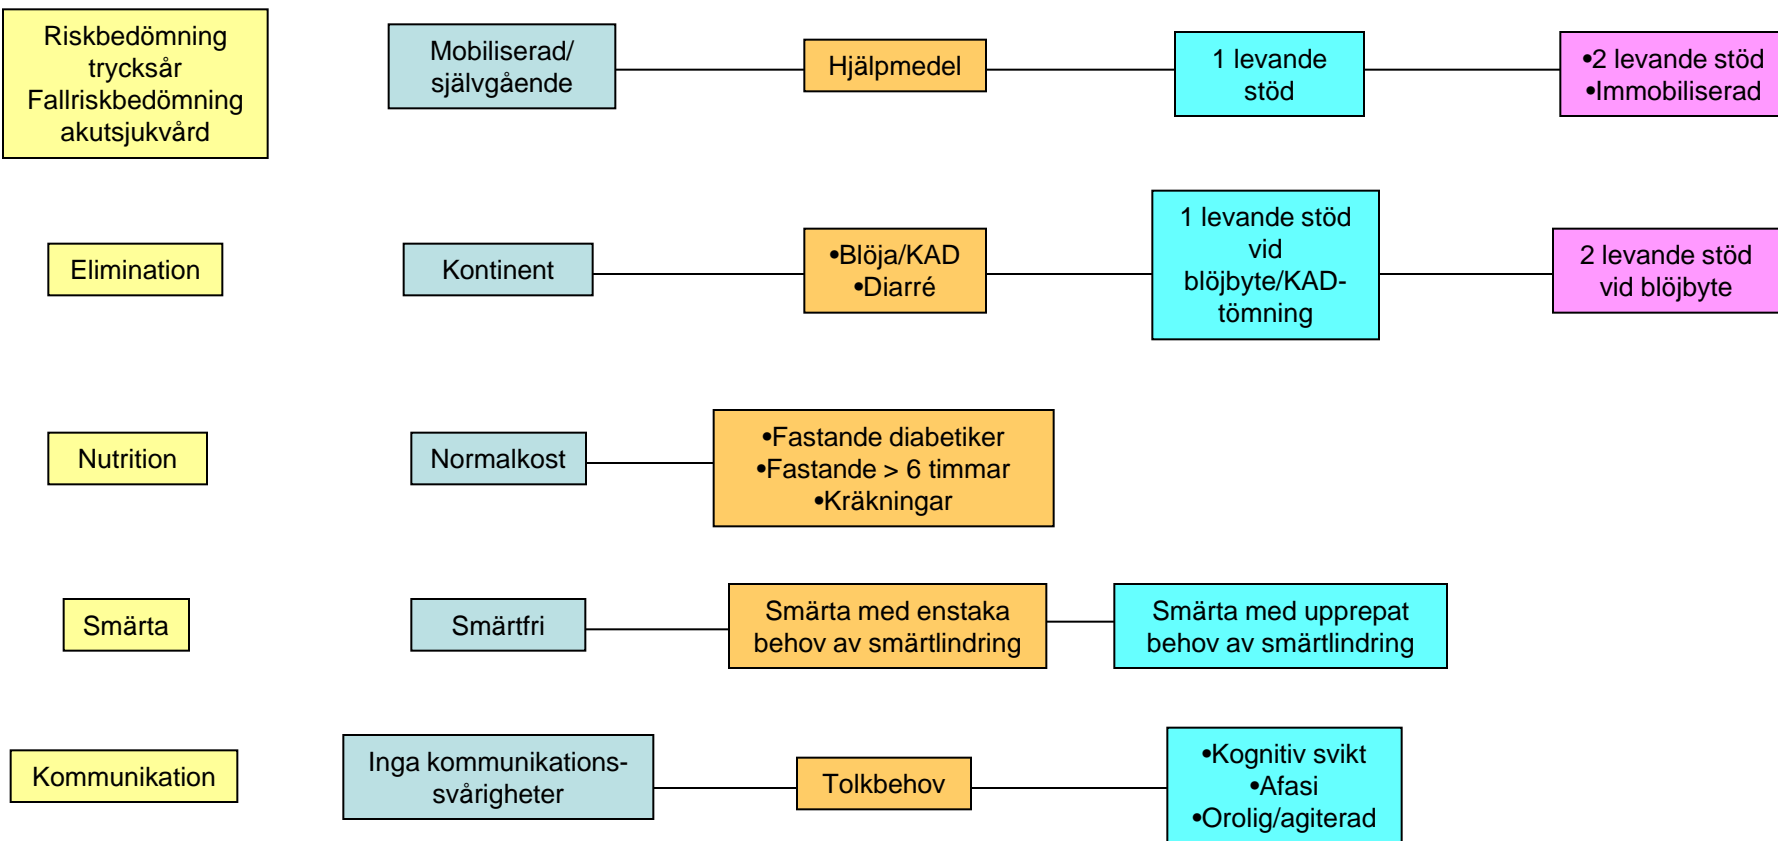 Riskbedömning
trycksår
Fallriskbedömning
akutsjukvård
Mobiliserad/
självgående
Hjälpmedel
1 levande
stöd
•2 levande stöd
•Immobiliserad
Elimination
Kontinent
•Blöja/KAD
•Diarré
1 levande stöd
vid
blöjbyte/KAD-
tömning
2 levande stöd
vid blöjbyte
Nutrition
Normalkost
•Fastande diabetiker
•Fastande > 6 timmar
•Kräkningar
Smärta
Smärtfri
Smärta med enstaka
behov av smärtlindring
Smärta med upprepat
behov av smärtlindring
Kommunikation
Inga kommunikations-
svårigheter
Tolkbehov
•Kognitiv svikt
•Afasi
•Orolig/agiterad